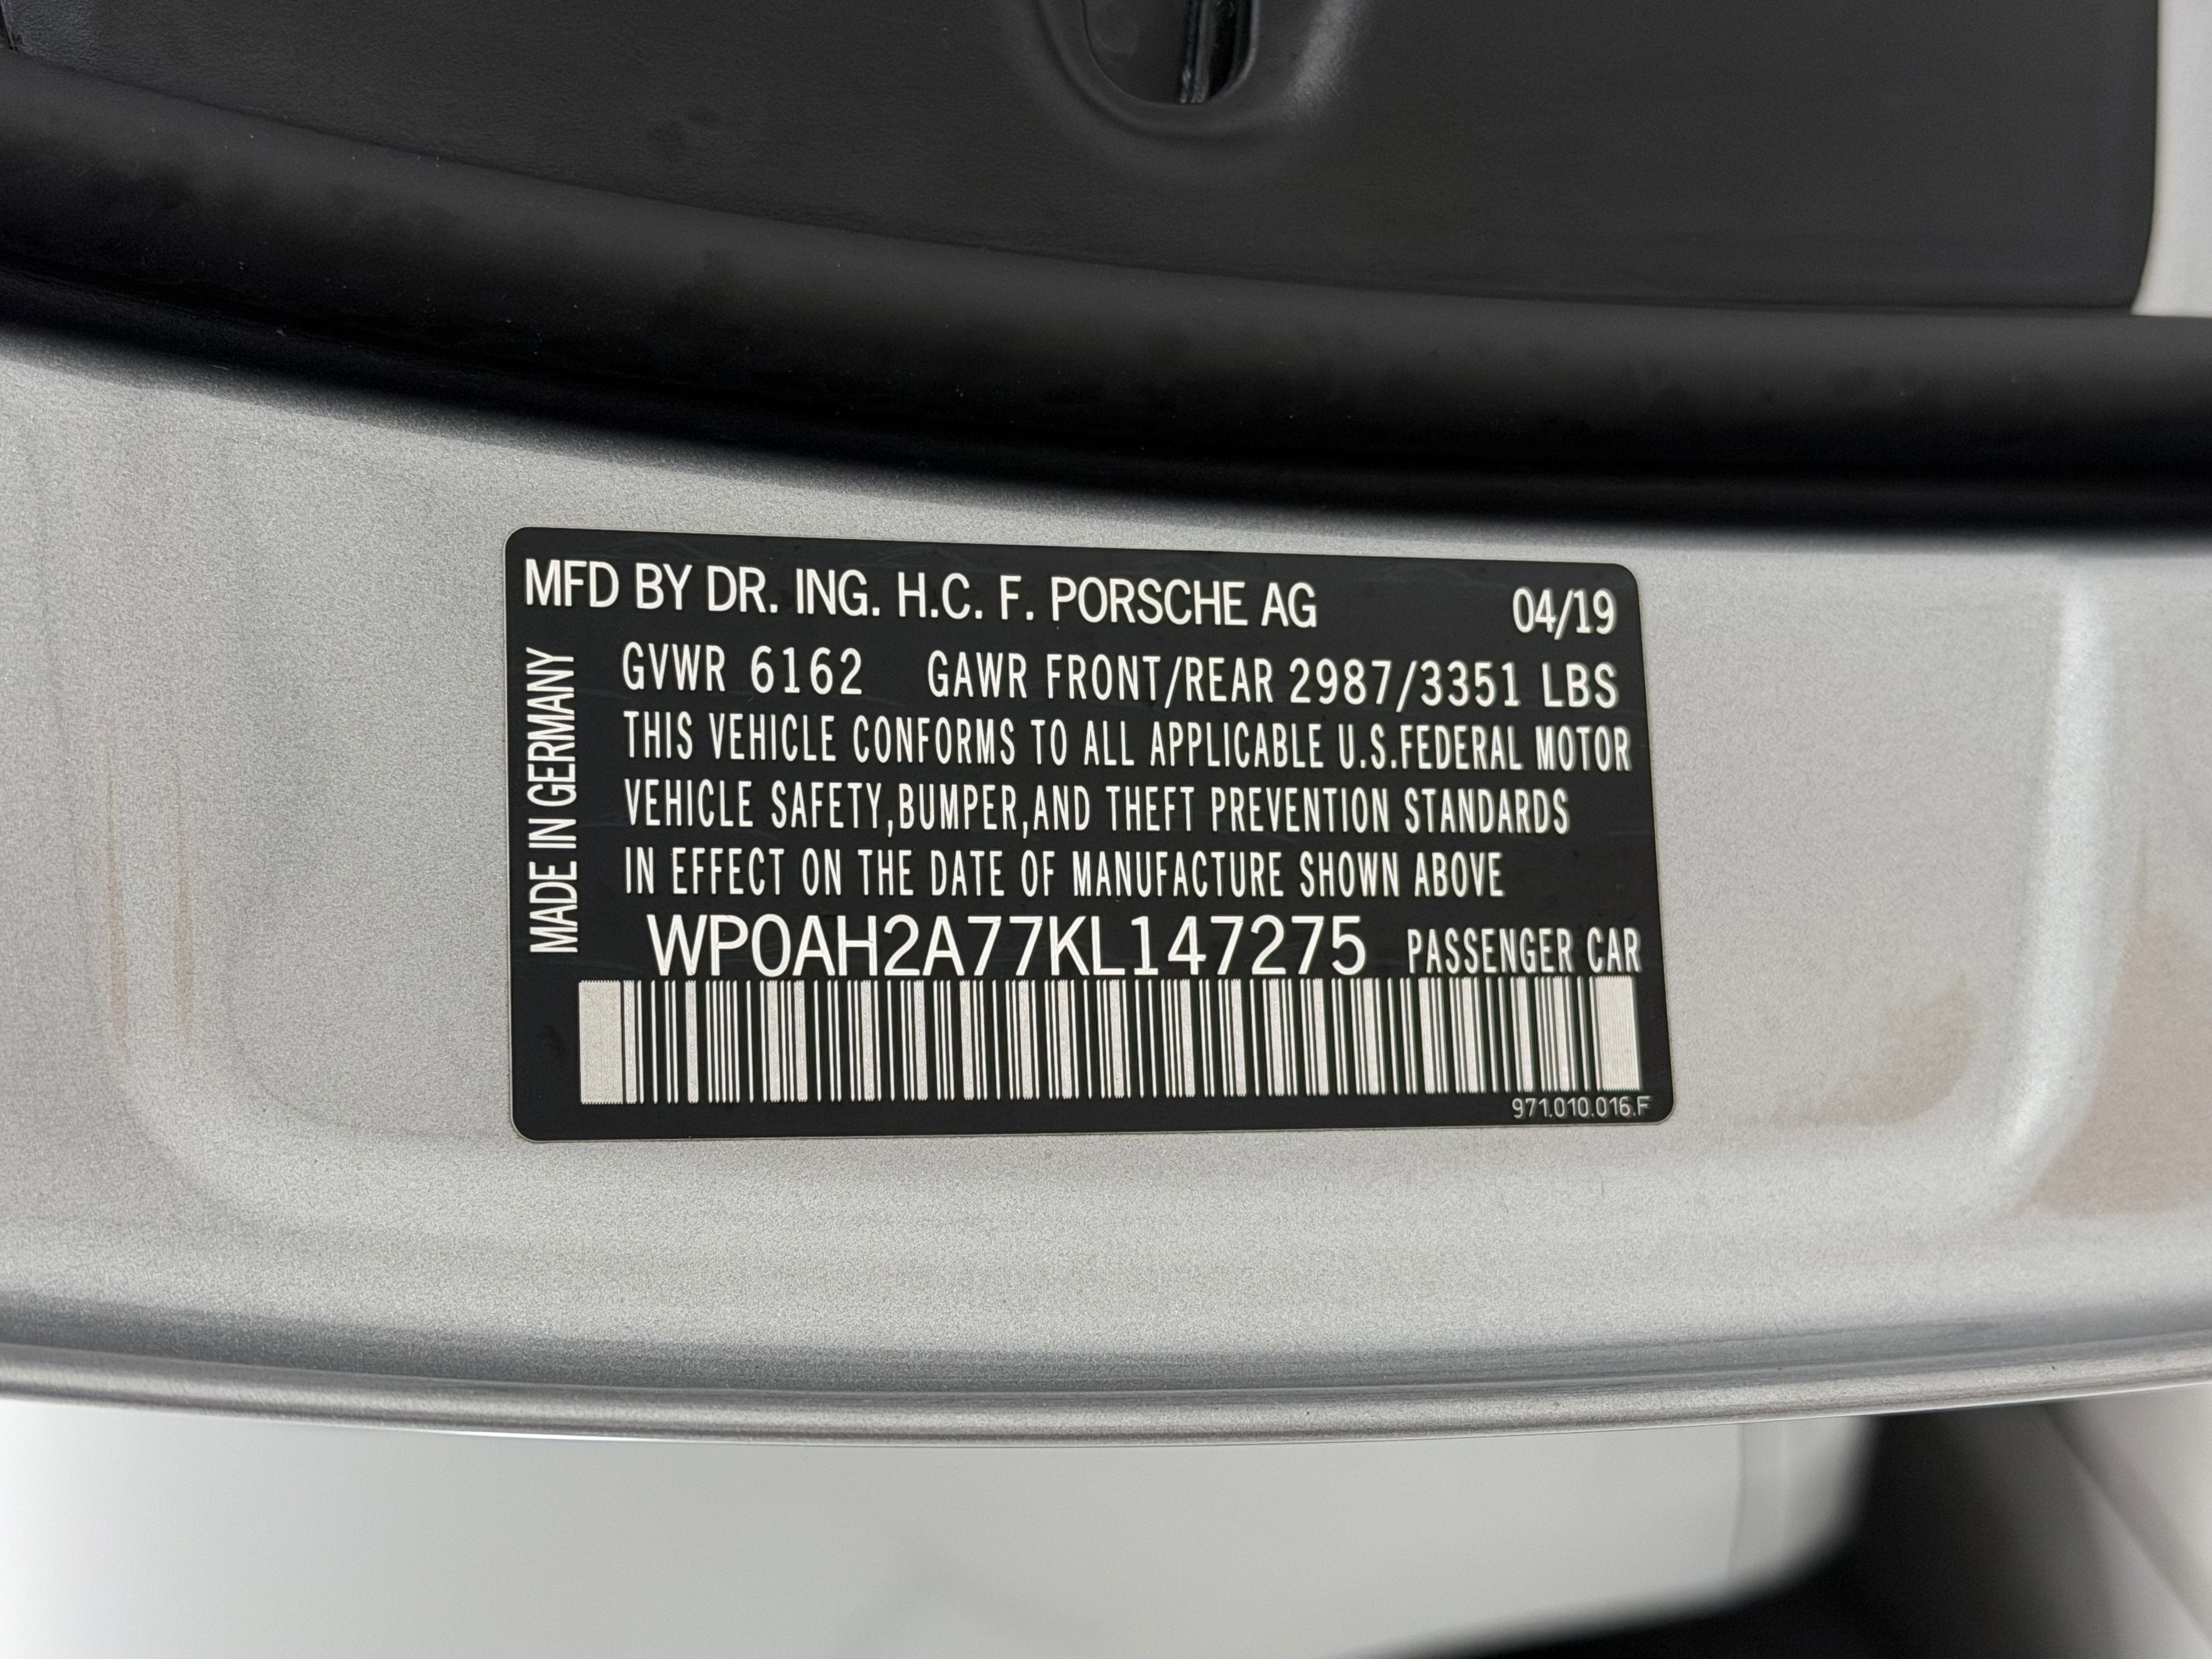 MFD BY DR. ING. H.C. F. PORSCHE AG 04/19
MADE IN GERMANY
GVWR 6162 GAWR FRONT/REAR 2987/3351 LBS
THIS VEHICLE CONFORMS TO ALL APPLICABLE U.S.FEDERAL MOTOR
VEHICLE SAFETY,BUMPER,AND THEFT PREVENTION STANDARDS
IN EFFECT ON THE DATE OF MANUFACTURE SHOWN ABOVE
WP0AH2A77KL147275 PASSENGER CAR
971.010.016.F